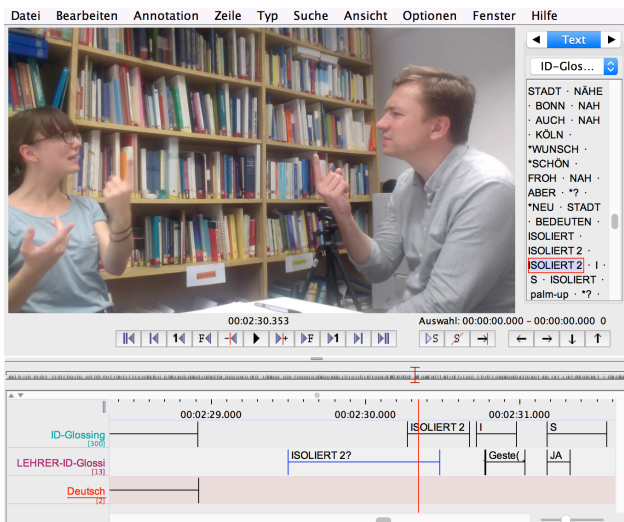 Datei Bearbeiten Annotation Zeile Typ Suche Ansicht Optionen Fenster Hilfe
Text
ID-Glos...
STADT · NÄHE
· BONN · NAH
· AUCH · NAH
· KÖLN ·
*WUNSCH ·
*SCHÖN ·
FROH · NAH ·
ABER · *? ·
*NEU · STADT
· BEDEUTEN ·
ISOLIERT ·
ISOLIERT 2 ·
ISOLIERT 2 · I ·
S · ISOLIERT ·
palm-up · *? ·
00:02:30.353 Auswahl: 00:00:00.000 - 00:00:00.000 0
1 F - + F 1 S S
00:02:29.000 00:02:30.000 00:02:31.000
ID-Glossing ISOLIERT 2 I S
[300]
LEHRER-ID-Glossi ISOLIERT 2? Geste(, JA
[13]
Deutsch
[2]